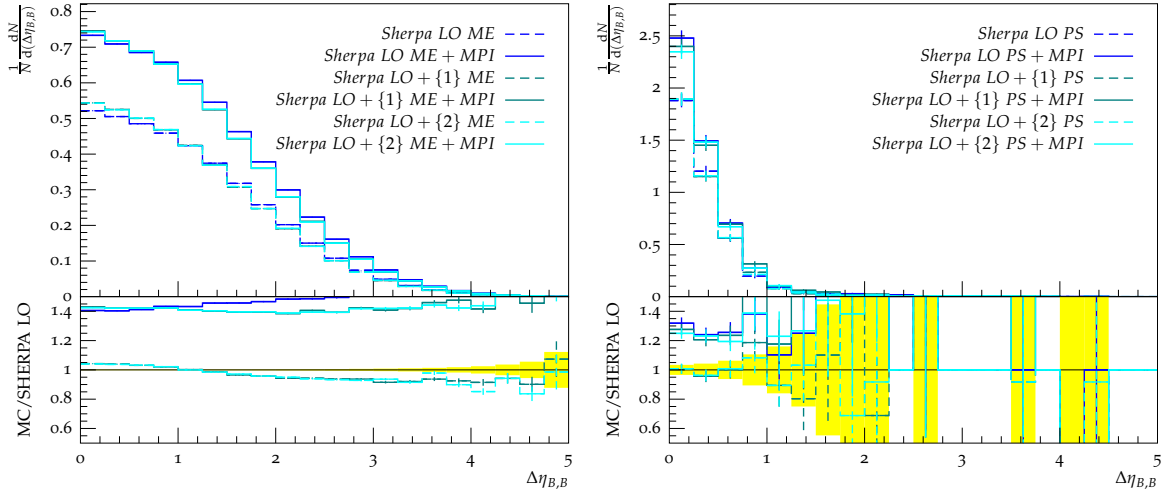 1/N dN/d(Δη_{B,B})
Sherpa LO ME
Sherpa LO ME + MPI
Sherpa LO + {1} ME
Sherpa LO + {1} ME + MPI
Sherpa LO + {2} ME
Sherpa LO + {2} ME + MPI
0.8
0.7
0.6
0.5
0.4
0.3
0.2
0.1
0
MC/SHERPA LO
1.4
1.2
1
0.8
0.6
0 1 2 3 4 5
Δη_{B,B}
1/N dN/d(Δη_{B,B})
Sherpa LO PS
Sherpa LO PS + MPI
Sherpa LO + {1} PS
Sherpa LO + {1} PS + MPI
Sherpa LO + {2} PS
Sherpa LO + {2} PS + MPI
2.5
2
1.5
1
0.5
0
MC/SHERPA LO
1.4
1.2
1
0.8
0.6
0 1 2 3 4 5
Δη_{B,B}